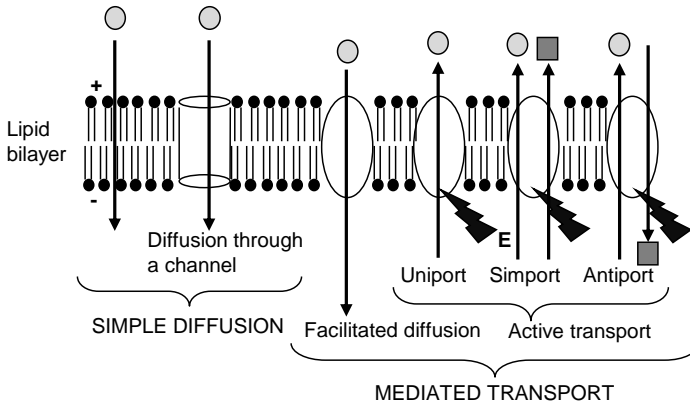 +
Lipid
bilayer
-
E
Diffusion through
a channel
Uniport
Simport
Antiport
SIMPLE DIFFUSION
Facilitated diffusion
Active transport
MEDIATED TRANSPORT